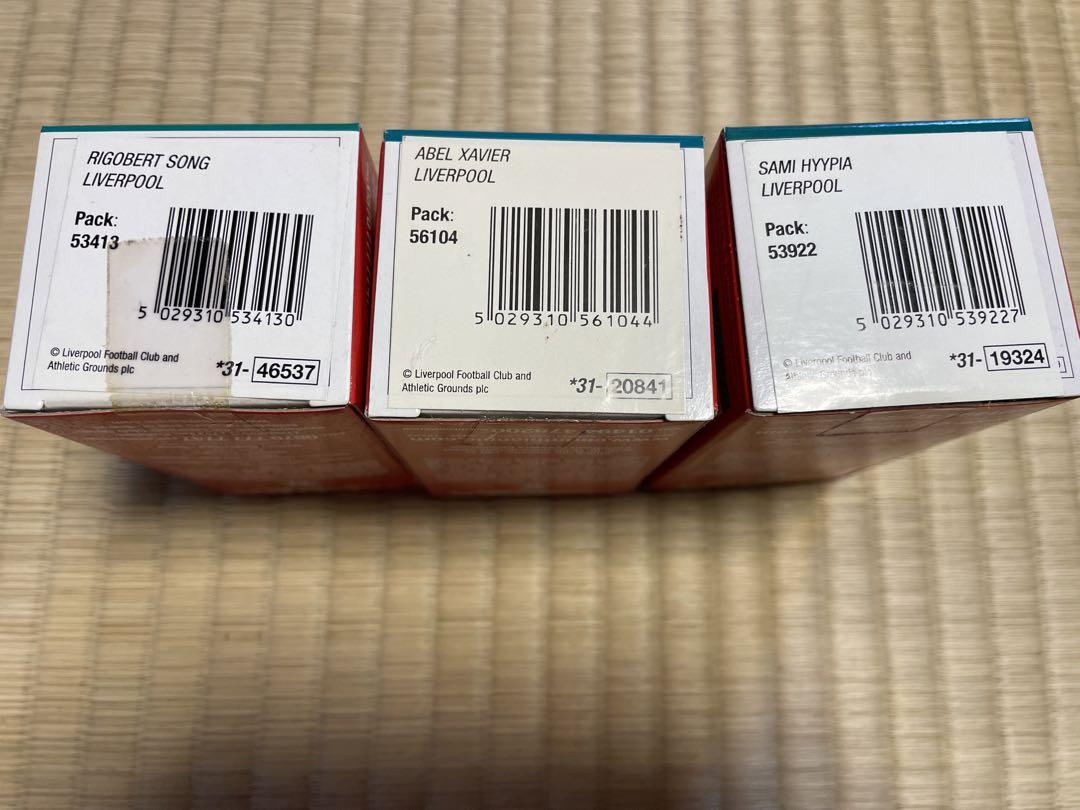 RIGOBERT SONG
LIVERPOOL
Pack:
53413
5 029310 534130
© Liverpool Football Club and
Athletic Grounds plc
*31- 46537
ABEL XAVIER
LIVERPOOL
Pack:
56104
5 029310 561044
© Liverpool Football Club and
Athletic Grounds plc
*31- 20841
SAMI HYYPIA
LIVERPOOL
Pack:
53922
5 029310 539227
© Liverpool Football Club and
Athletic Grounds plc
*31- 19324